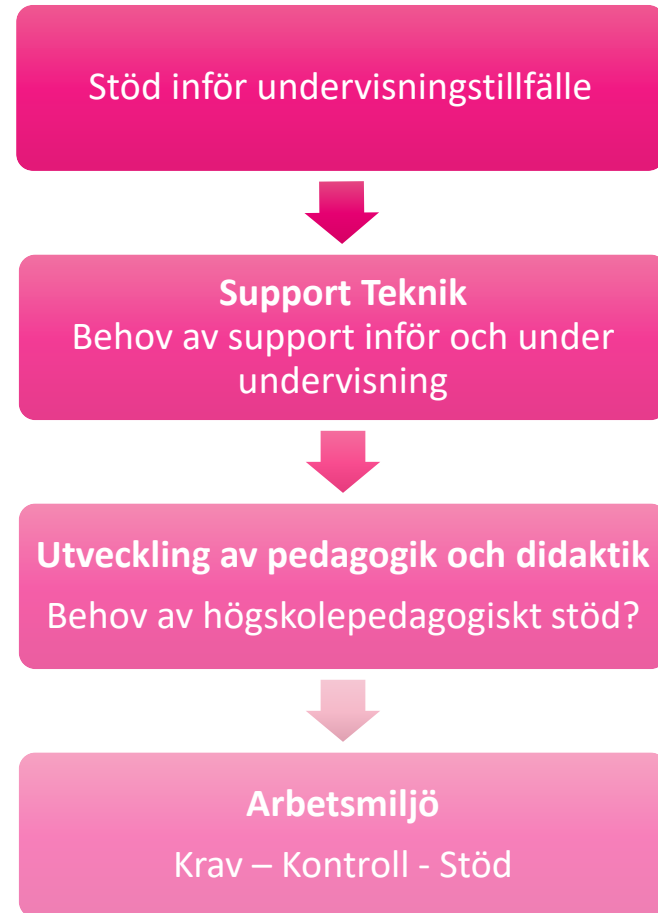 Stöd inför undervisningstillfälle
Support Teknik
Behov av support inför och under
undervisning
Utveckling av pedagogik och didaktik
Behov av högskolepedagogiskt stöd?
Arbetsmiljö
Krav – Kontroll - Stöd